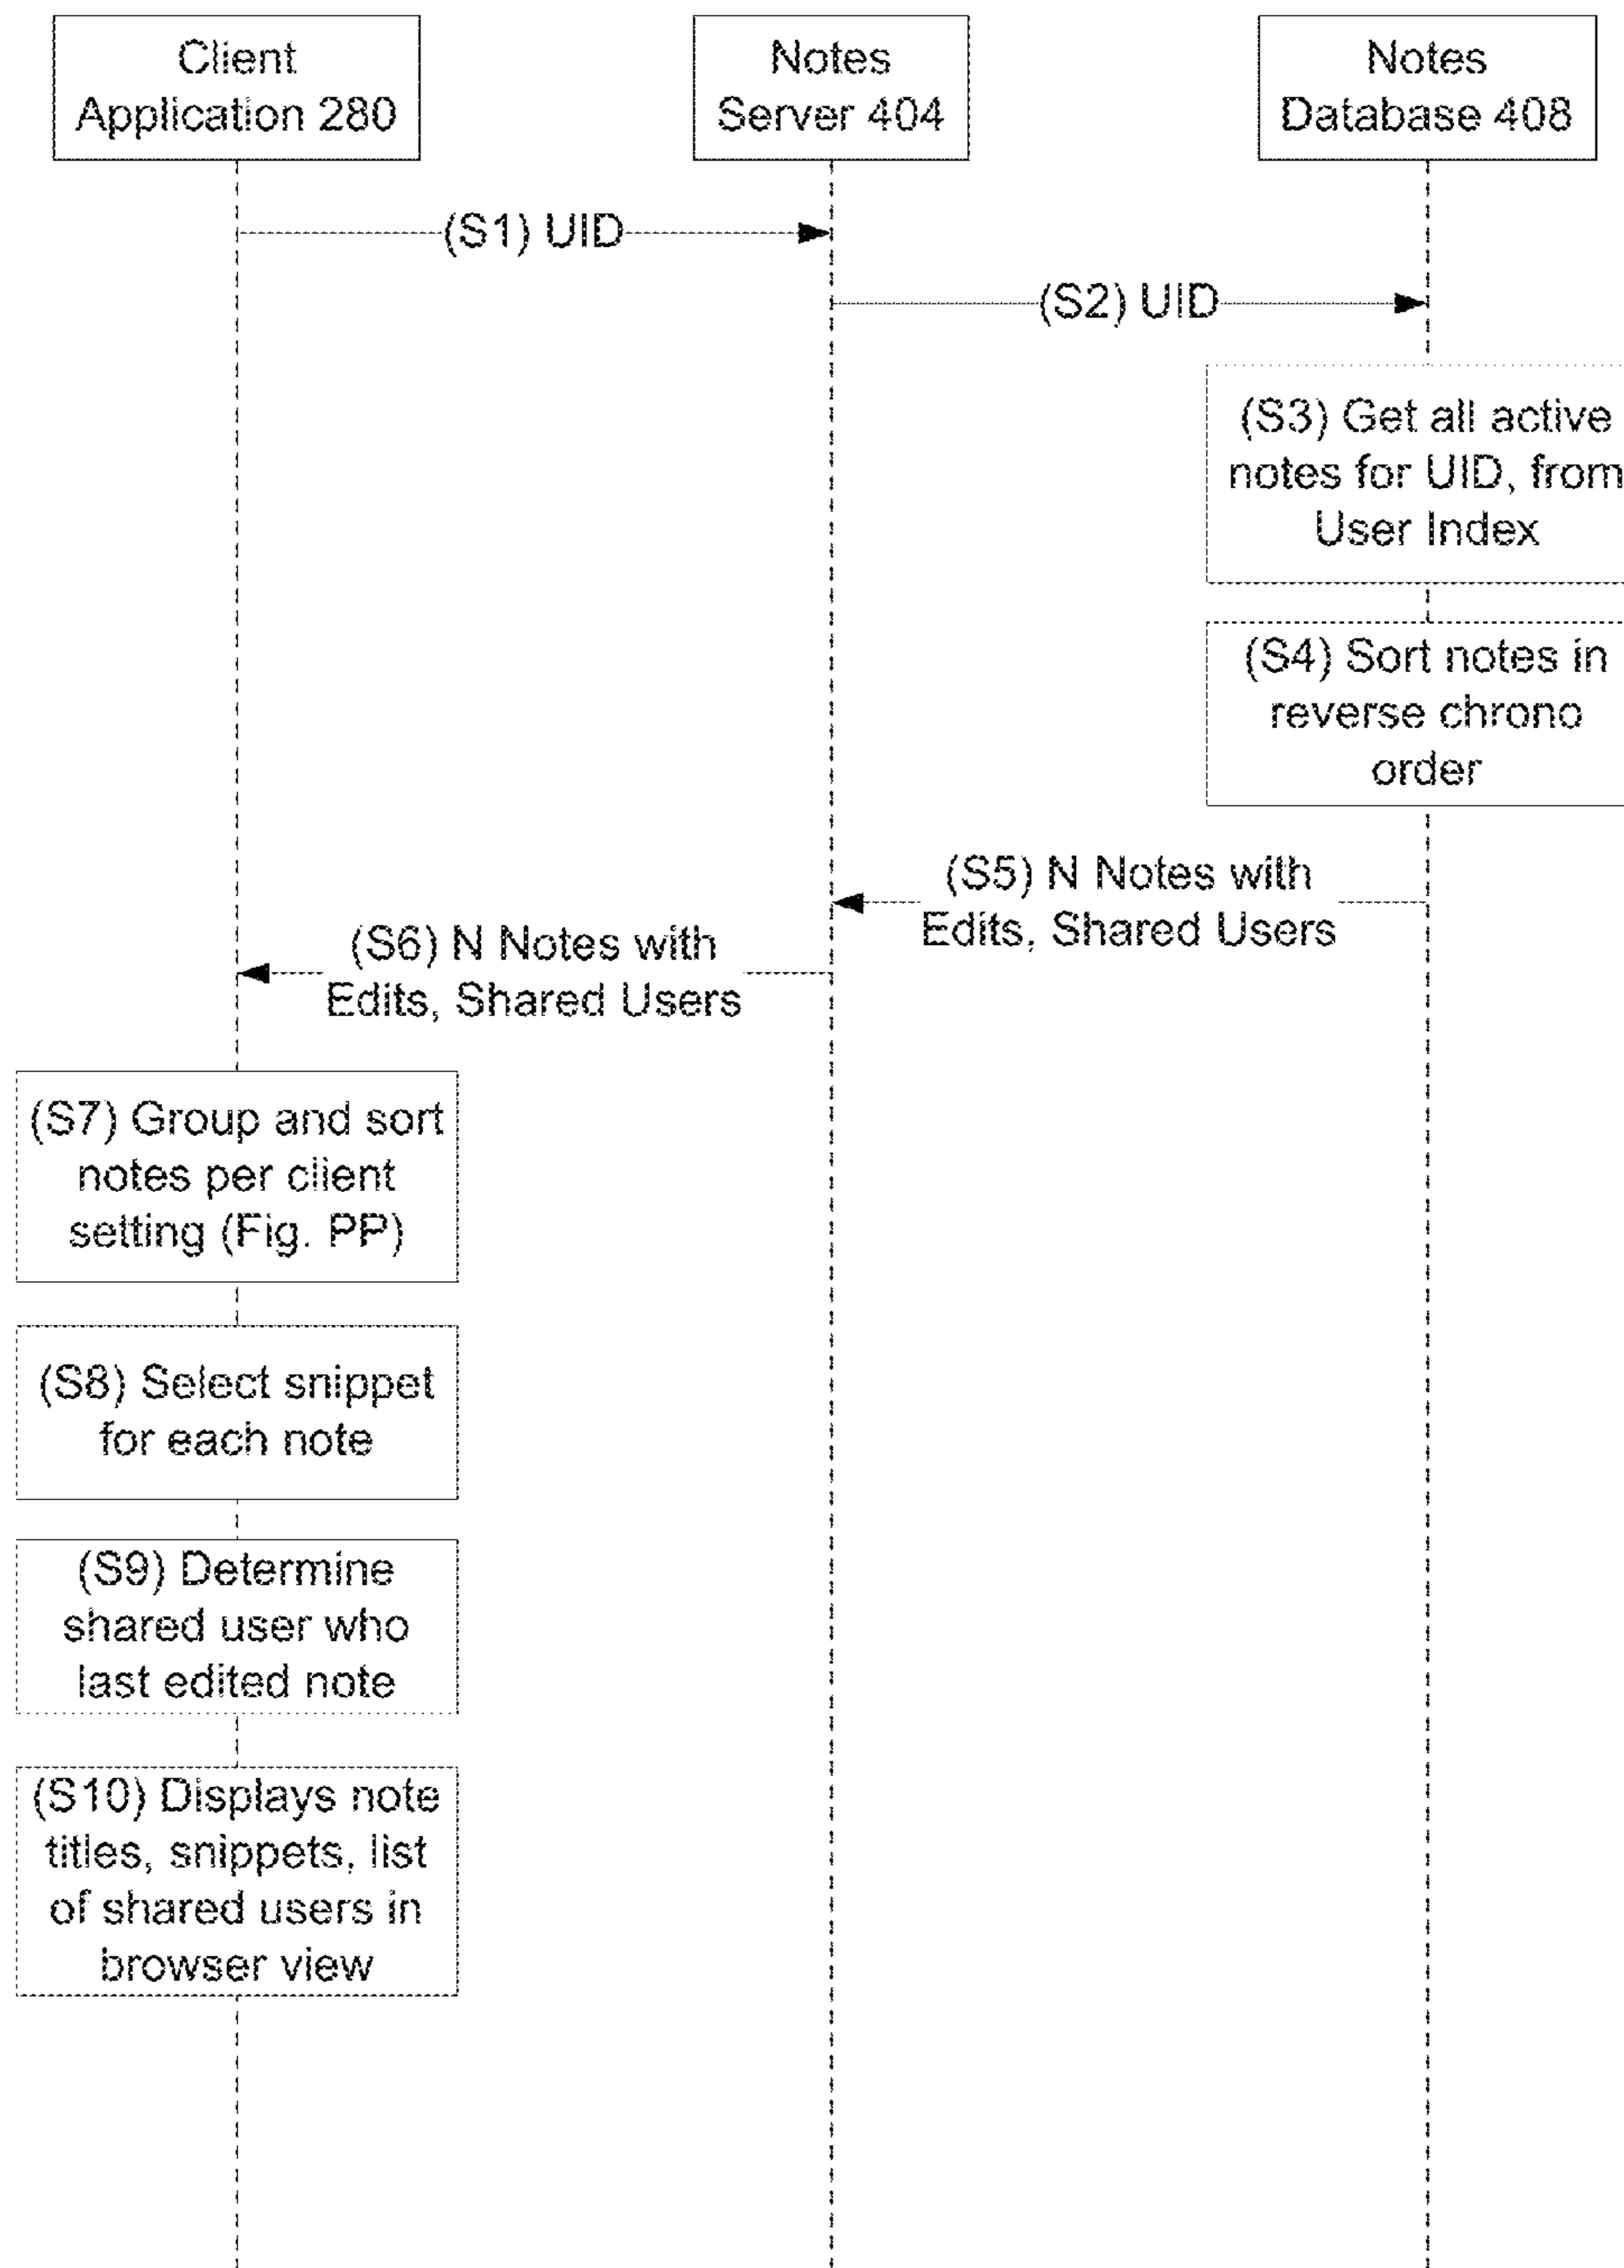 Client
Application 280
Notes
Server 404
Notes
Database 408
(S1) UID
(S2) UID
(S3) Get all active
notes for UID, from
User Index
(S4) Sort notes in
reverse chrono
order
(S5) N Notes with
Edits, Shared Users
(S6) N Notes with
Edits, Shared Users
(S7) Group and sort
notes per client
setting (Fig. PP)
(S8) Select snippet
for each note
(S9) Determine
shared user who
last edited note
(S10) Displays note
titles, snippets, list
of shared users in
browser view